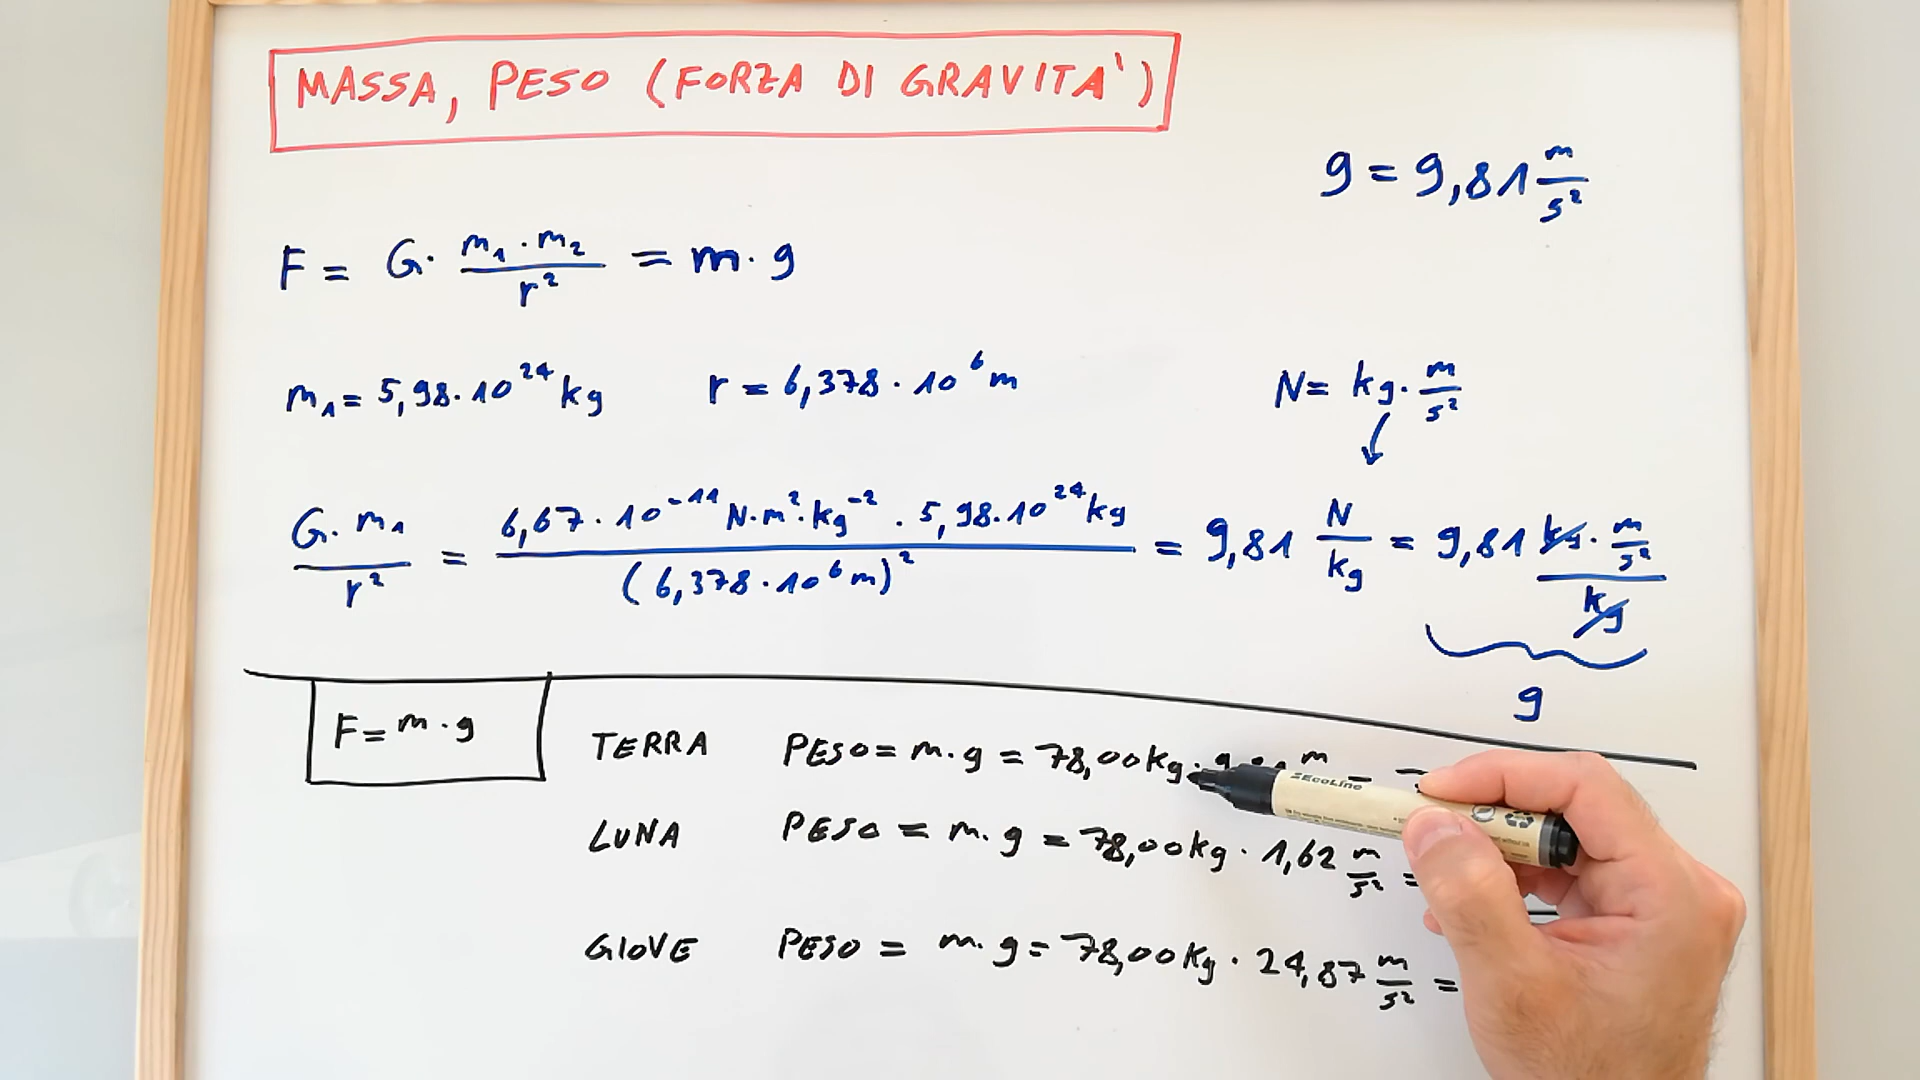 MASSA, PESO (FORZA DI GRAVITA')
g = 9,81 m/s²
F = G · m₁ · m₂ / r² = m · g
m₁ = 5,98 · 10²⁴ kg r = 6,378 · 10⁶ m N = kg · m/s²
G · m₁ / r² = 6,67 · 10⁻¹¹ N · m² · kg⁻² · 5,98 · 10²⁴ kg / (6,378 · 10⁶ m)² = 9,81 N/kg = 9,81 kg · m/s² / kg
g
F = m · g
TERRA PESO = m · g = 78,00 kg ·
LUNA PESO = m · g = 78,00 kg · 1,62 m/s² =
GIOVE PESO = m · g = 78,00 kg · 24,87 m/s² =
EcoLine